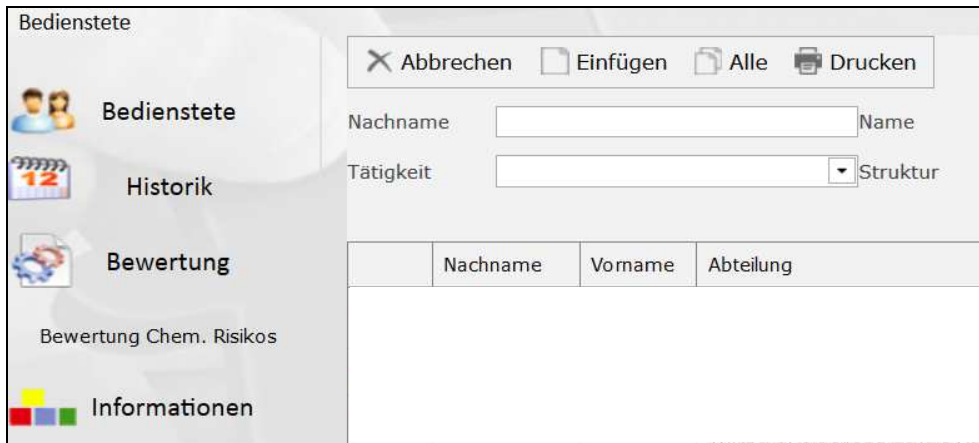 Bedienstete
Abbrechen Einfügen Alle Drucken
Bedienstete
Nachname Name
12
Historik
Tätigkeit Struktur
Bewertung
Nachname Vorname Abteilung
Bewertung Chem. Risikos
Informationen